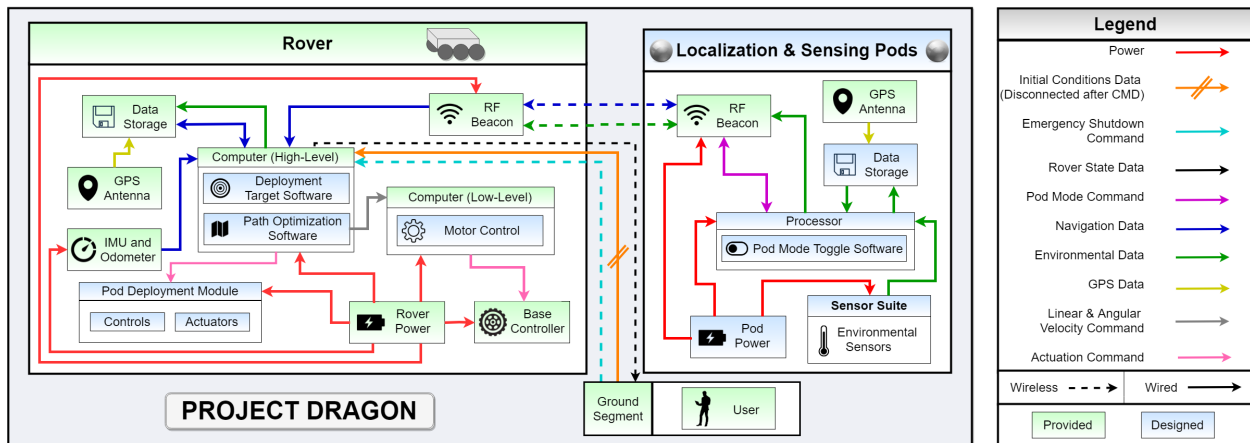 Rover
Data
Storage
GPS
Antenna
IMU and
Odometer
Computer (High-Level)
Deployment
Target Software
Path Optimization
Software
RF
Beacon
Computer (Low-Level)
Motor Control
Pod Deployment Module
Controls
Actuators
Rover
Power
Base
Controller
Localization & Sensing Pods
RF
Beacon
GPS
Antenna
Data
Storage
Processor
Pod Mode Toggle Software
Pod
Power
Sensor Suite
Environmental
Sensors
PROJECT DRAGON
Ground
Segment
User
Legend
Power
Initial Conditions Data
(Disconnected after CMD)
Emergency Shutdown
Command
Rover State Data
Pod Mode Command
Navigation Data
Environmental Data
GPS Data
Linear & Angular
Velocity Command
Actuation Command
Wireless
Wired
Provided
Designed